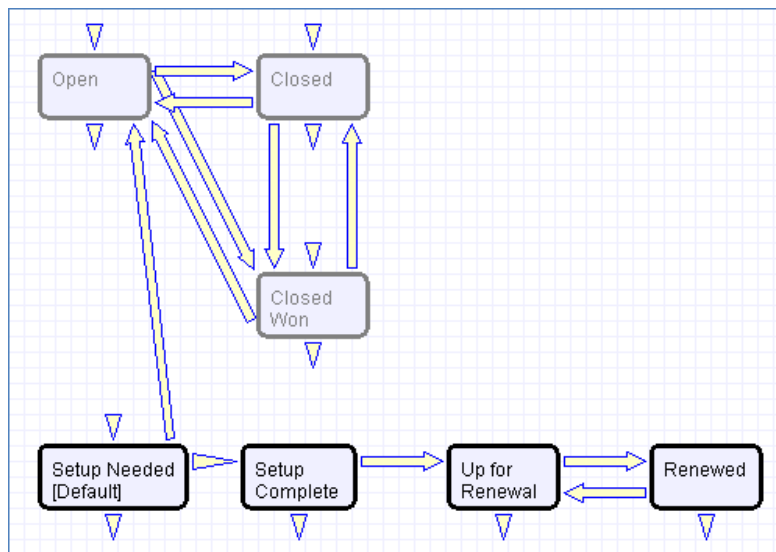 Open
Closed
Closed
Won
Setup Needed
[Default]
Setup
Complete
Up for
Renewal
Renewed